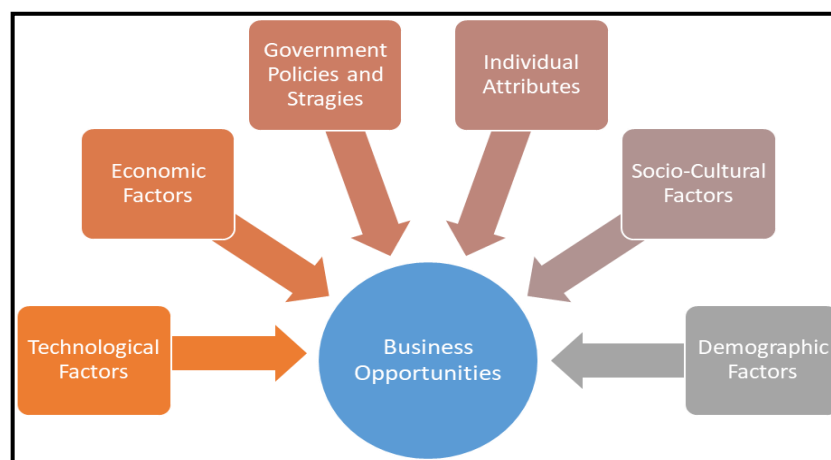 Government
Policies and
Stragies
Individual
Attributes
Economic
Factors
Socio-Cultural
Factors
Technological
Factors
Business
Opportunities
Demographic
Factors